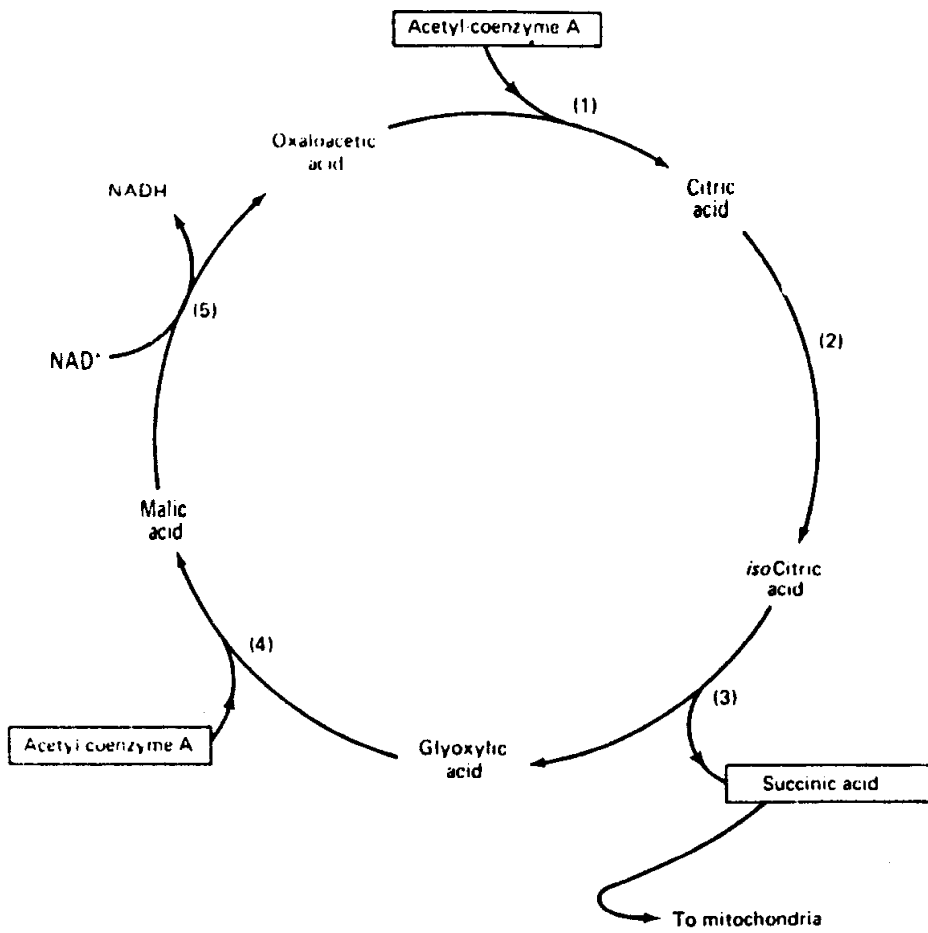 Acetyl coenzyme A
(1)
Oxaloacetic
acid
Citric
acid
NADH
(5)
NAD⁺
(2)
Malic
acid
isoCitric
acid
(4)
(3)
Acetyl coenzyme A
Glyoxylic
acid
Succinic acid
To mitochondria